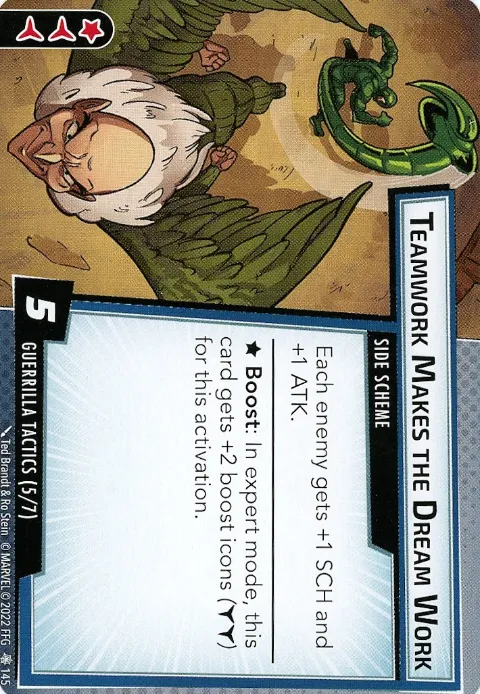 TEAMWORK MAKES THE DREAM WORK
SIDE SCHEME
Each enemy gets +1 SCH and
+1 ATK.
★ Boost: In expert mode, this
card gets +2 boost icons ( )
for this activation.
5
GUERRILLA TACTICS (5/7)
Ted Brandt & Ro Stein © MARVEL © 2022 FFG 145